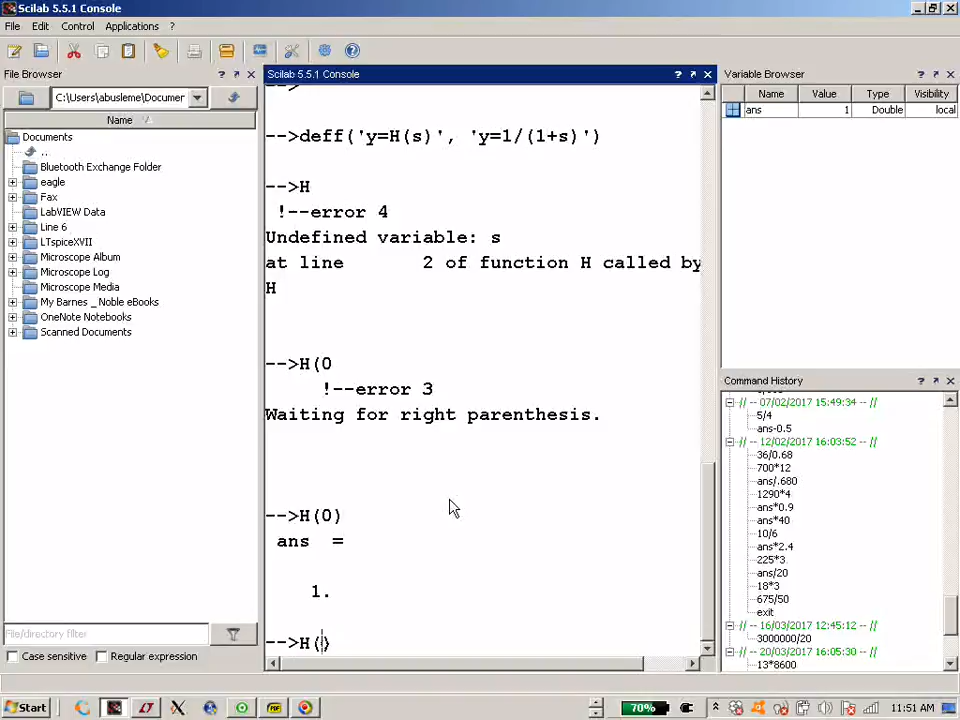 Scilab 5.5.1 Console
File Edit Control Applications ?
File Browser ? ×
C:\Users\abusleme\Documer
Name
Documents
..
Bluetooth Exchange Folder
eagle
Fax
LabVIEW Data
Line 6
LTspiceXVII
Microscope Album
Microscope Log
Microscope Media
My Barnes _ Noble eBooks
OneNote Notebooks
Scanned Documents
File/directory filter
Case sensitive Regular expression
Scilab 5.5.1 Console ? ×
-->
-->deff('y=H(s)', 'y=1/(1+s)')
-->H
!--error 4
Undefined variable: s
at line 2 of function H called by
H
-->H(0
!--error 3
Waiting for right parenthesis.
-->H(0)
ans =
1.
-->H()
Variable Browser ? ×
Name Value Type Visibility
ans 1 Double local
Command History ? ×
// -- 07/02/2017 15:49:34 -- //
5/4
ans-0.5
// -- 12/02/2017 16:03:52 -- //
36/0.68
700*12
ans/.680
1290*4
ans*0.9
ans*40
10/6
ans*2.4
225*3
ans/20
18*3
675/50
exit
// -- 16/03/2017 12:45:12 -- //
3000000/20
// -- 20/03/2017 16:05:30 -- //
13*8600
Start 70% 11:51 AM